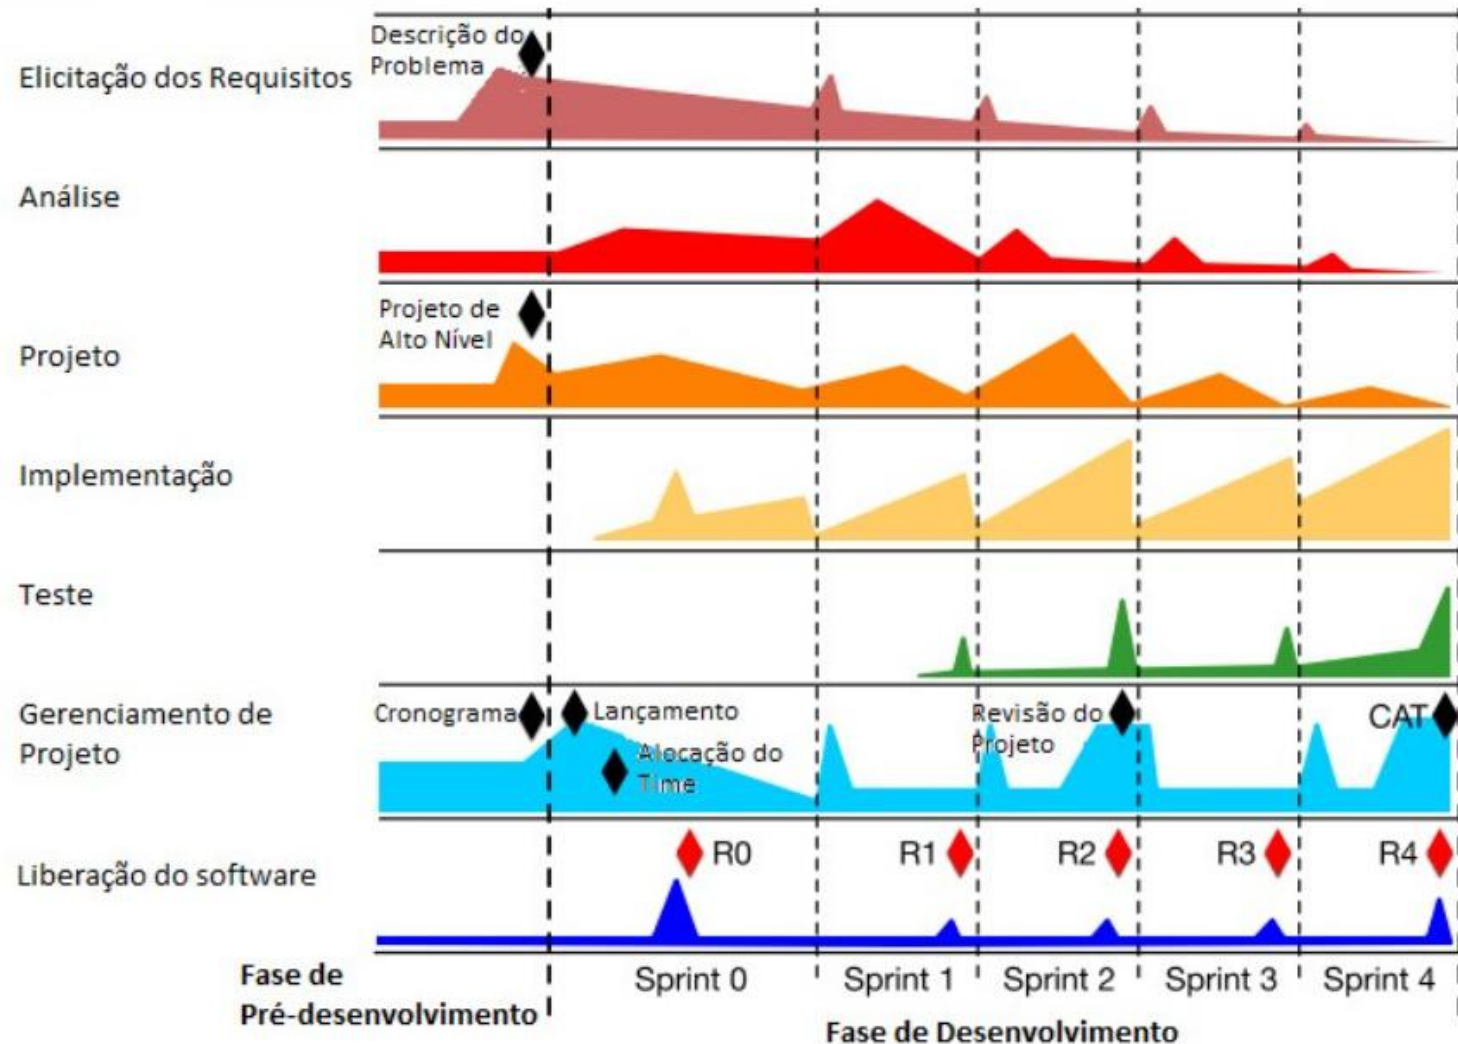 Elicitação dos Requisitos
Descrição do
Problema
Análise
Projeto
Projeto de
Alto Nível
Implementação
Teste
Gerenciamento de
Projeto
Cronograma
Lançamento
Alocação do
Time
Revisão do
Projeto
CAT
Liberação do software
R0
R1
R2
R3
R4
Fase de
Pré-desenvolvimento
Sprint 0
Sprint 1
Sprint 2
Sprint 3
Sprint 4
Fase de Desenvolvimento